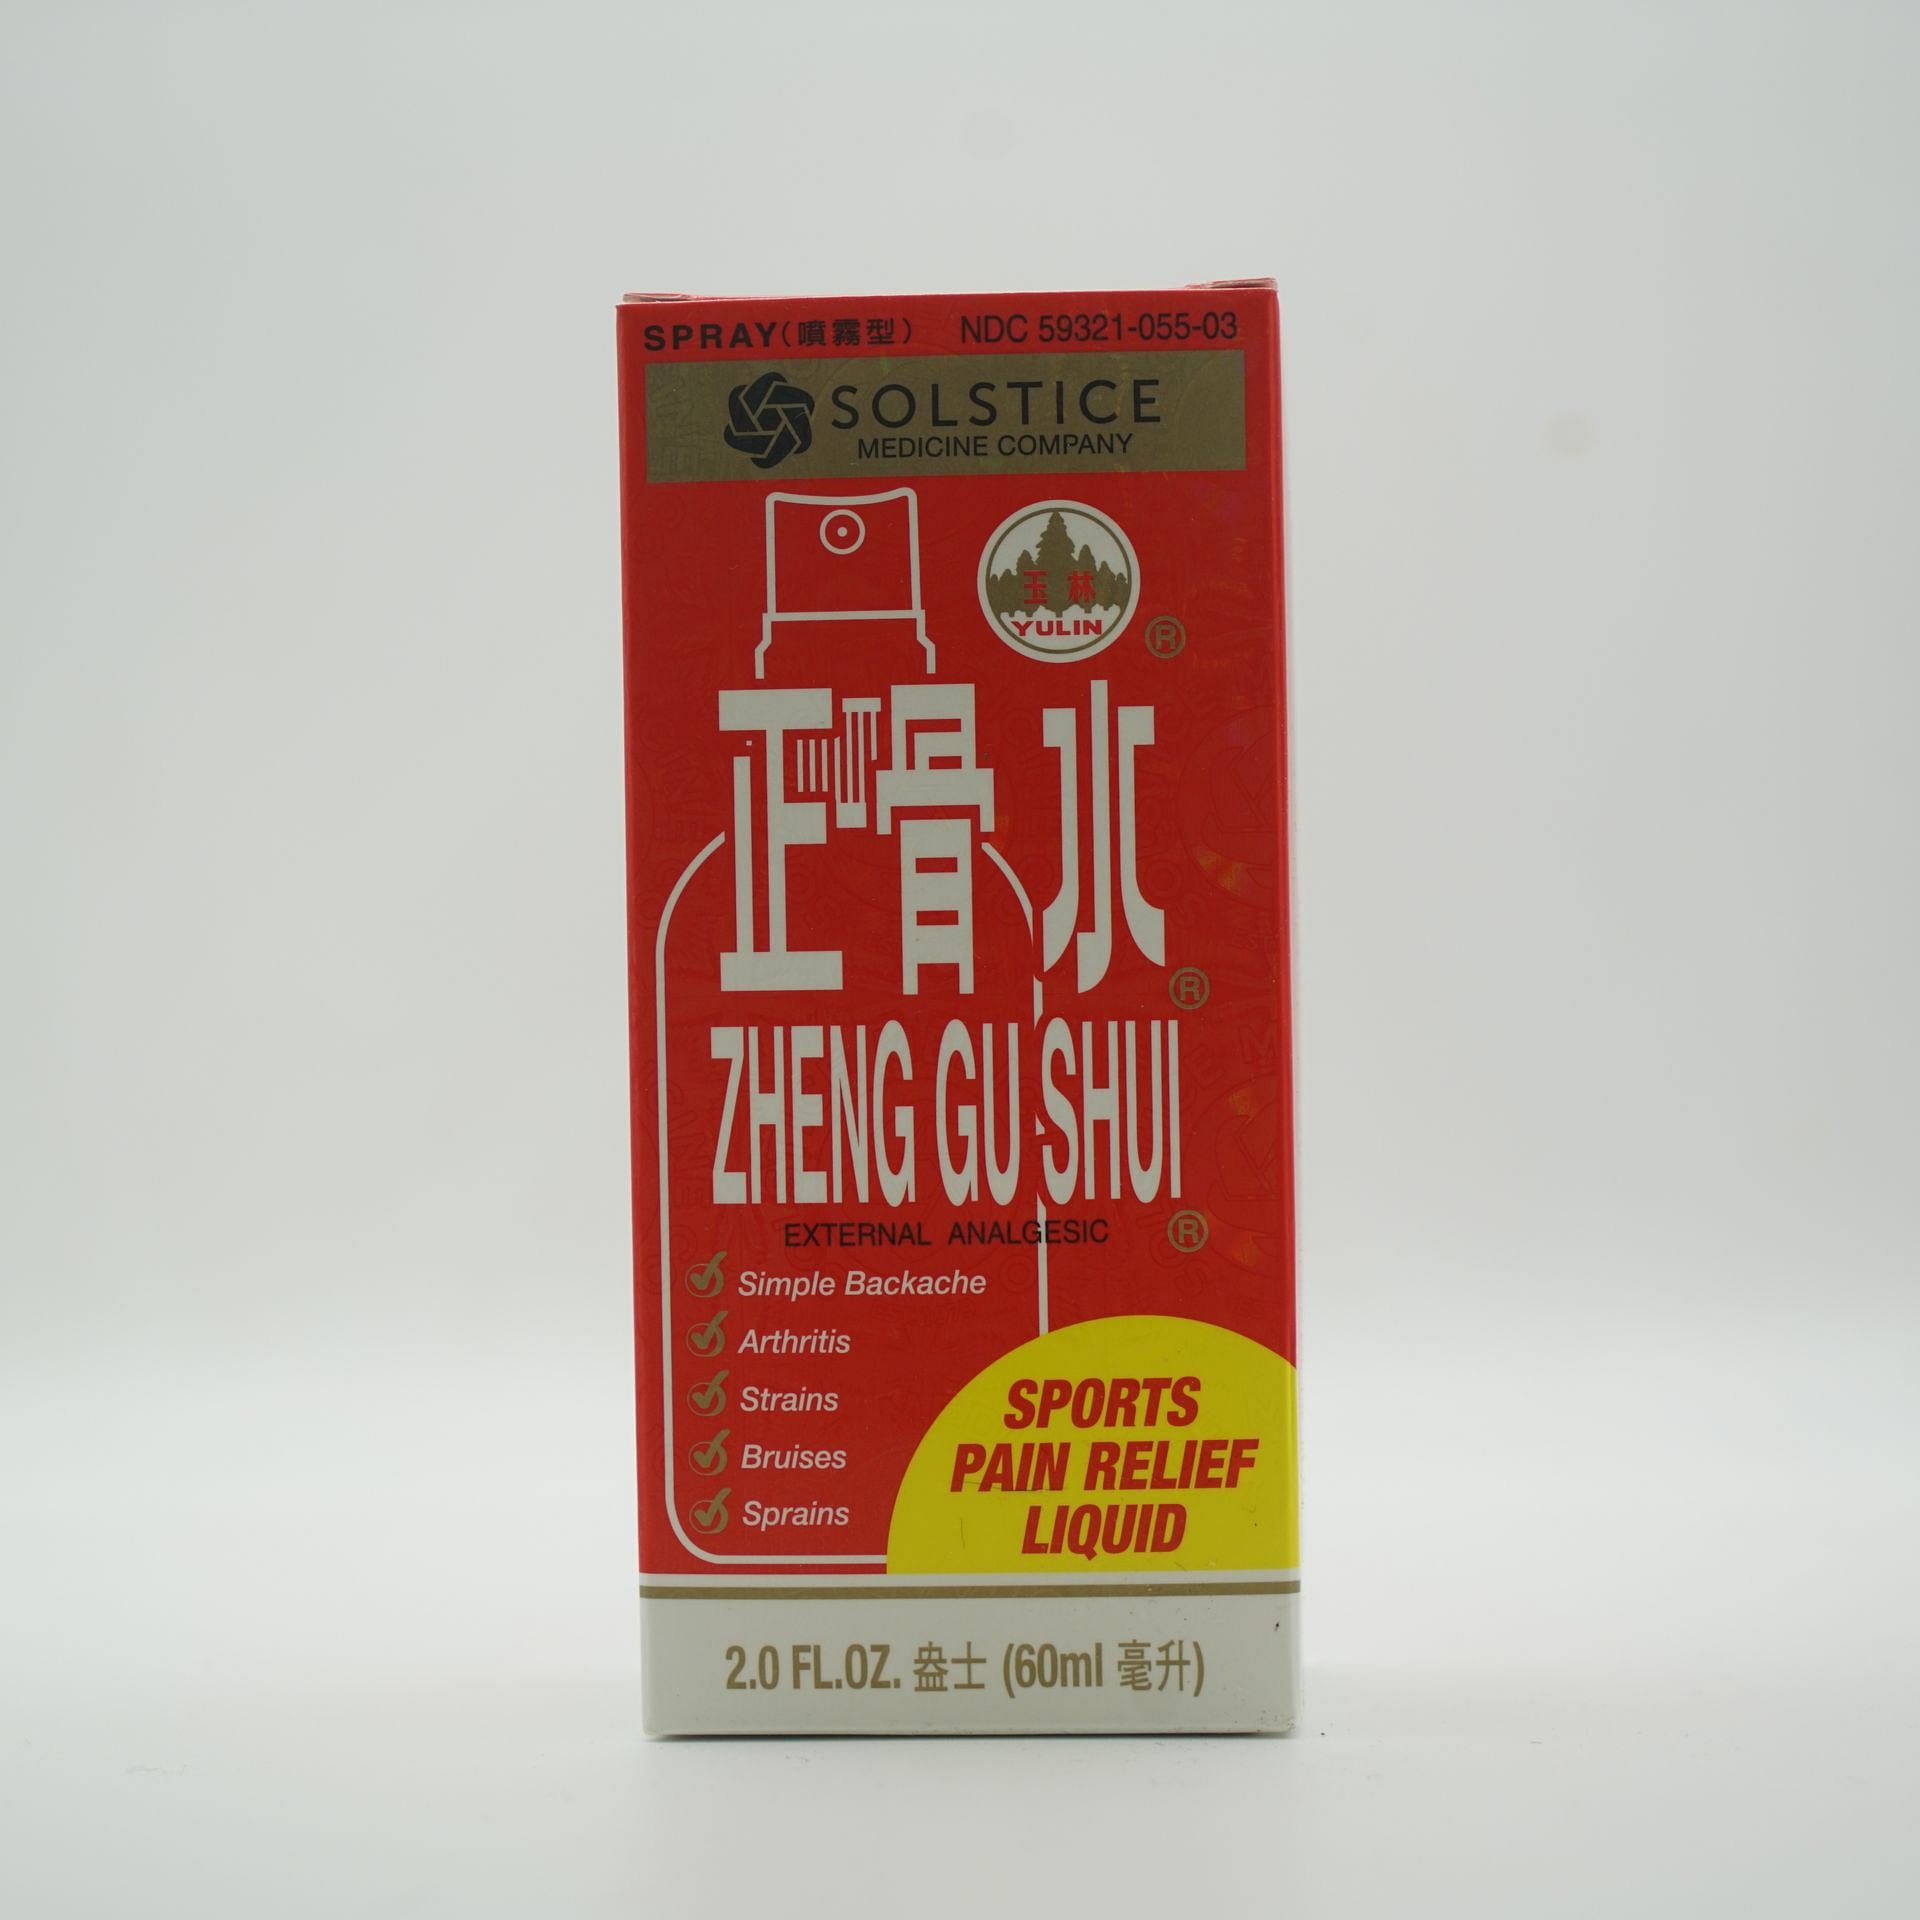 SPRAY(噴霧型) NDC 59321-055-03
SOLSTICE
MEDICINE COMPANY
玉林
YULIN
®
正骨水
®
ZHENG GU SHUI
®
EXTERNAL ANALGESIC
Simple Backache
Arthritis
Strains
Bruises
Sprains
SPORTS
PAIN RELIEF
LIQUID
2.0 FL.OZ. 盎士 (60ml 毫升)